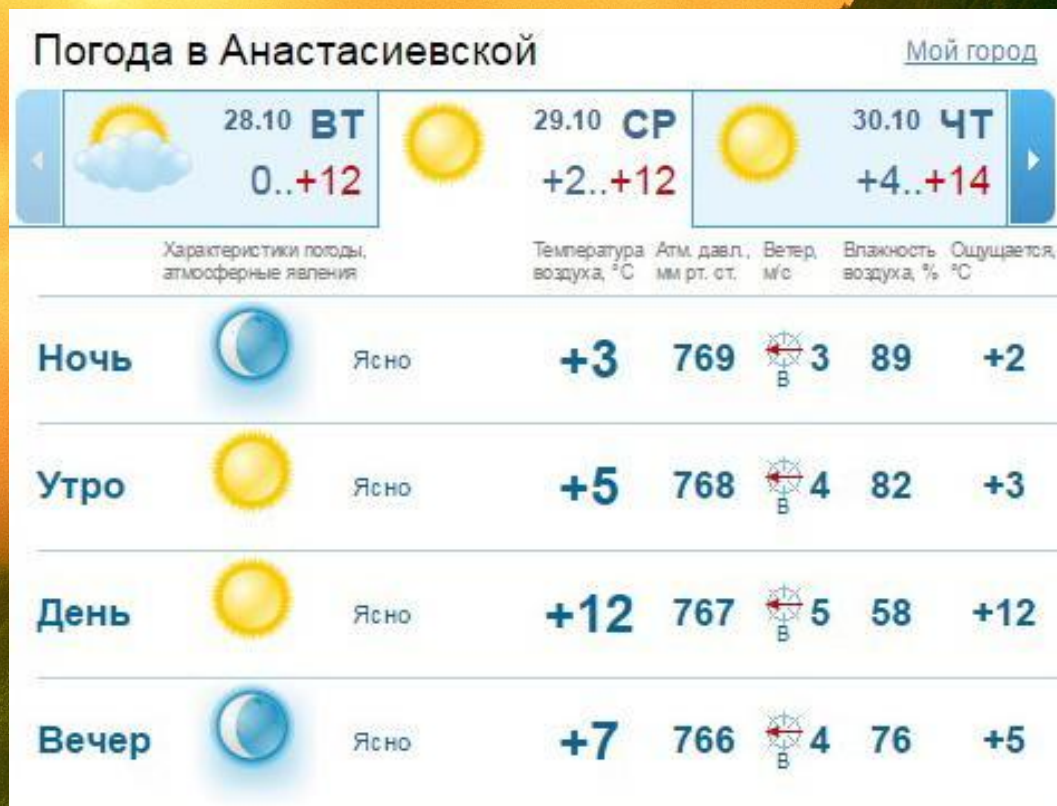 Погода в Анастасиевской
Мой город
28.10 ВТ
0..+12
29.10 СР
+2..+12
30.10 ЧТ
+4..+14
Характеристики погоды,
атмосферные явления
Температура
воздуха, °C
Атм. давл.,
мм рт. ст.
Ветер,
м/с
Влажность
воздуха, %
Ощущается,
°C
Ночь Ясно +3 769 В 3 89 +2
Утро Ясно +5 768 В 4 82 +3
День Ясно +12 767 В 5 58 +12
Вечер Ясно +7 766 В 4 76 +5